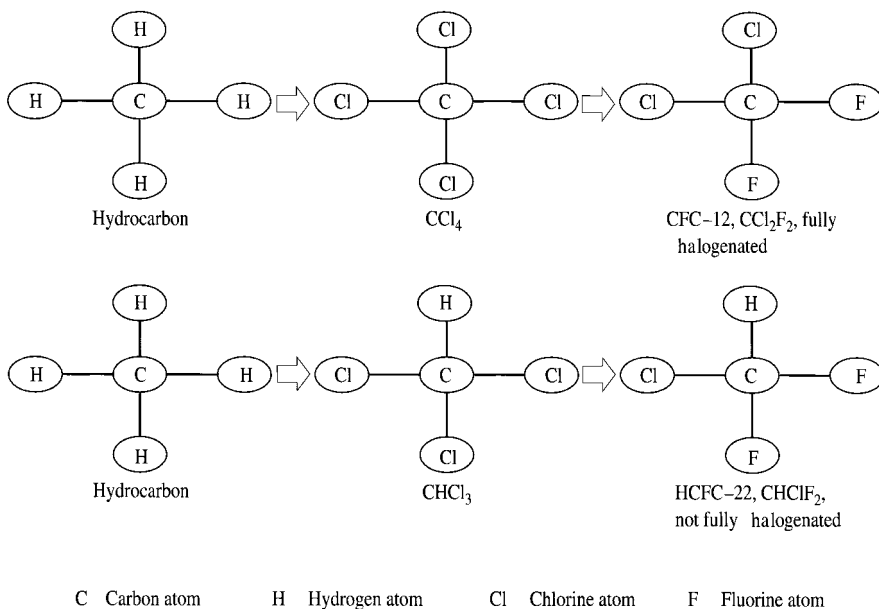 H Cl Cl
H C H Cl C Cl Cl C F
H Cl F
Hydrocarbon CCl₄ CFC–12, CCl₂F₂, fully
halogenated
H H H
H C H Cl C Cl Cl C F
H Cl F
Hydrocarbon CHCl₃ HCFC–22, CHClF₂,
not fully halogenated
C Carbon atom H Hydrogen atom Cl Chlorine atom F Fluorine atom